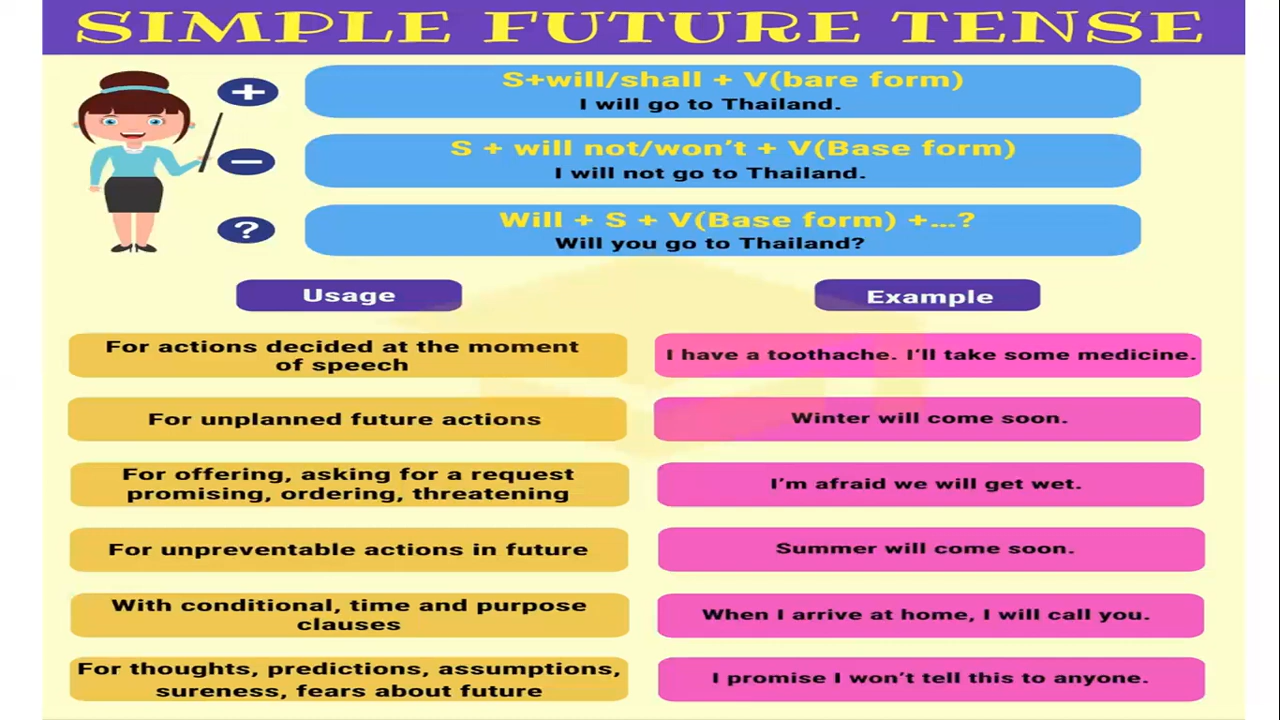 SIMPLE FUTURE TENSE
+
S+will/shall + V(bare form)
I will go to Thailand.
−
S + will not/won't + V(Base form)
I will not go to Thailand.
?
Will + S + V(Base form) +...?
Will you go to Thailand?
Usage
Example
For actions decided at the moment
of speech
I have a toothache. I'll take some medicine.
For unplanned future actions
Winter will come soon.
For offering, asking for a request
promising, ordering, threatening
I'm afraid we will get wet.
For unpreventable actions in future
Summer will come soon.
With conditional, time and purpose
clauses
When I arrive at home, I will call you.
For thoughts, predictions, assumptions,
sureness, fears about future
I promise I won't tell this to anyone.